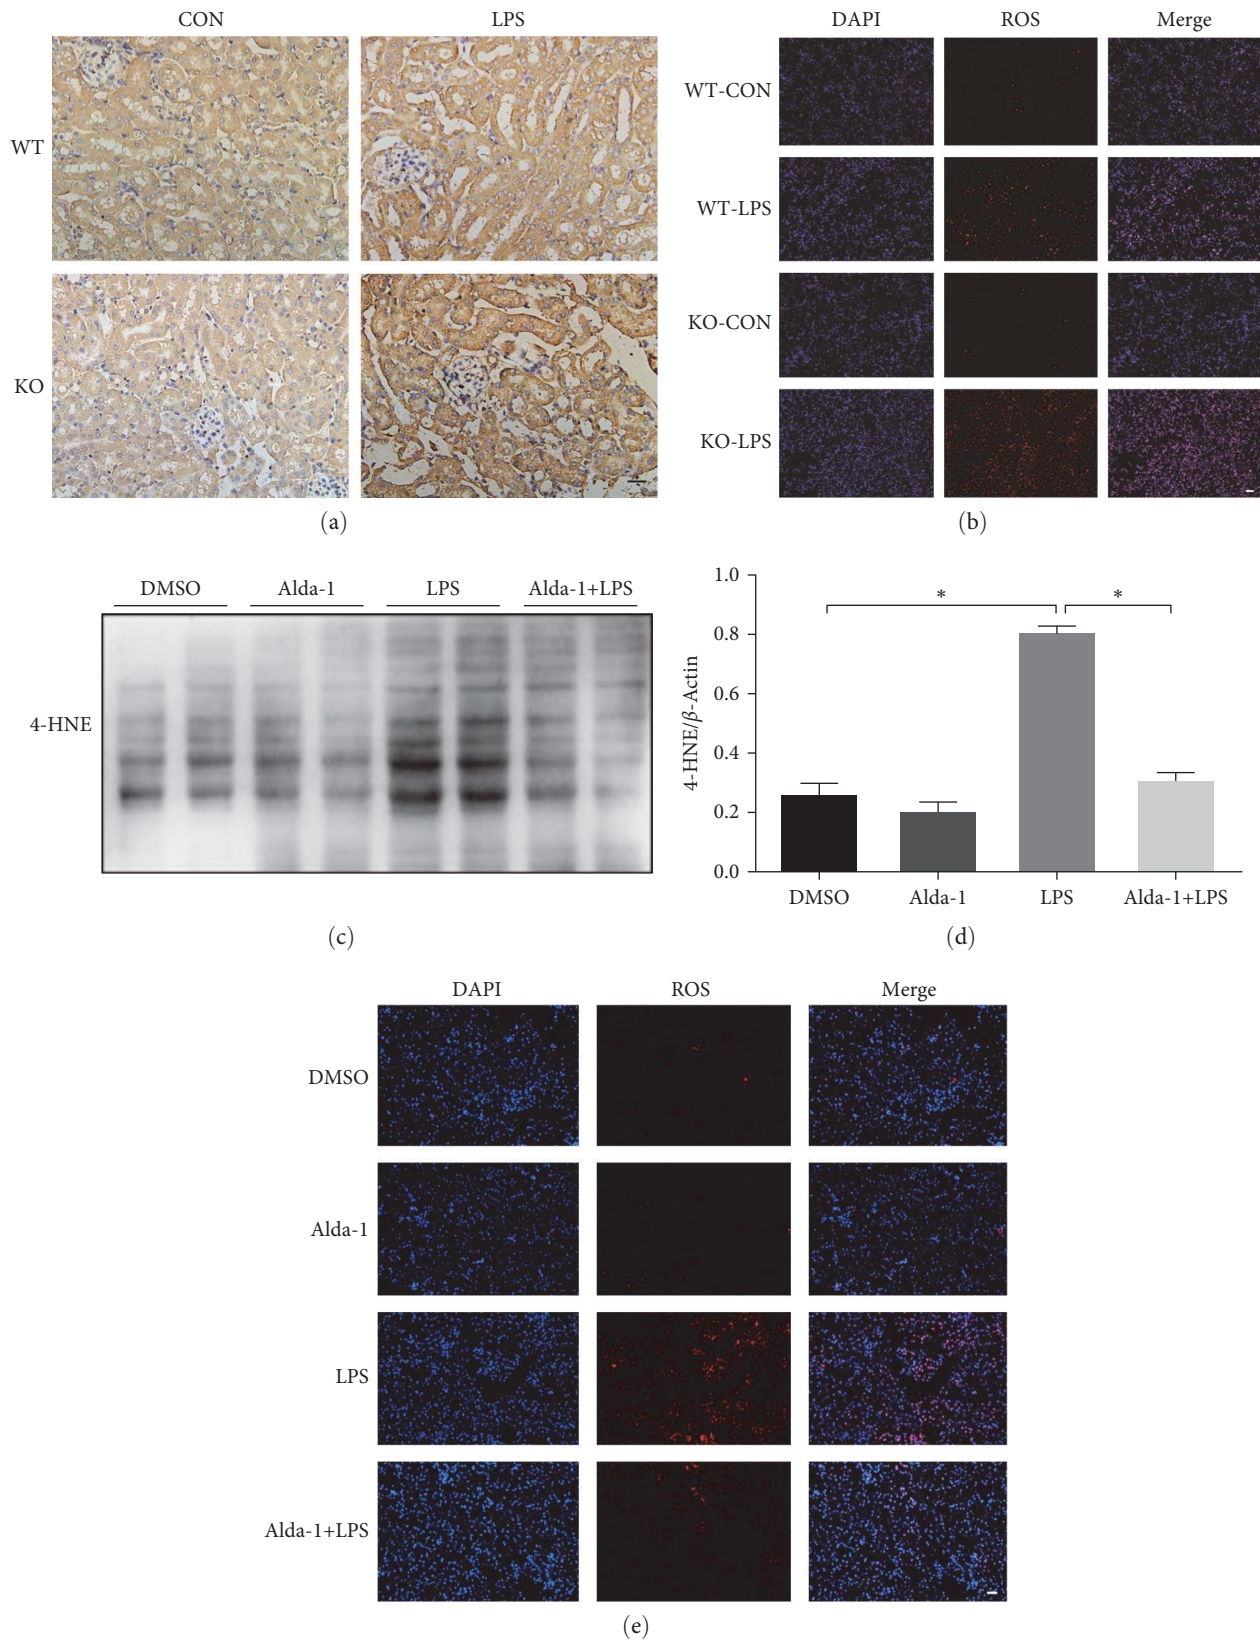 CON LPS
WT
KO
(a)
DAPI ROS Merge
WT-CON
WT-LPS
KO-CON
KO-LPS
(b)
DMSO Alda-1 LPS Alda-1+LPS
4-HNE
(c)
4-HNE/β-Actin
1.0
0.8
0.6
0.4
0.2
0.0
* *
DMSO Alda-1 LPS Alda-1+LPS
(d)
DAPI ROS Merge
DMSO
Alda-1
LPS
Alda-1+LPS
(e)